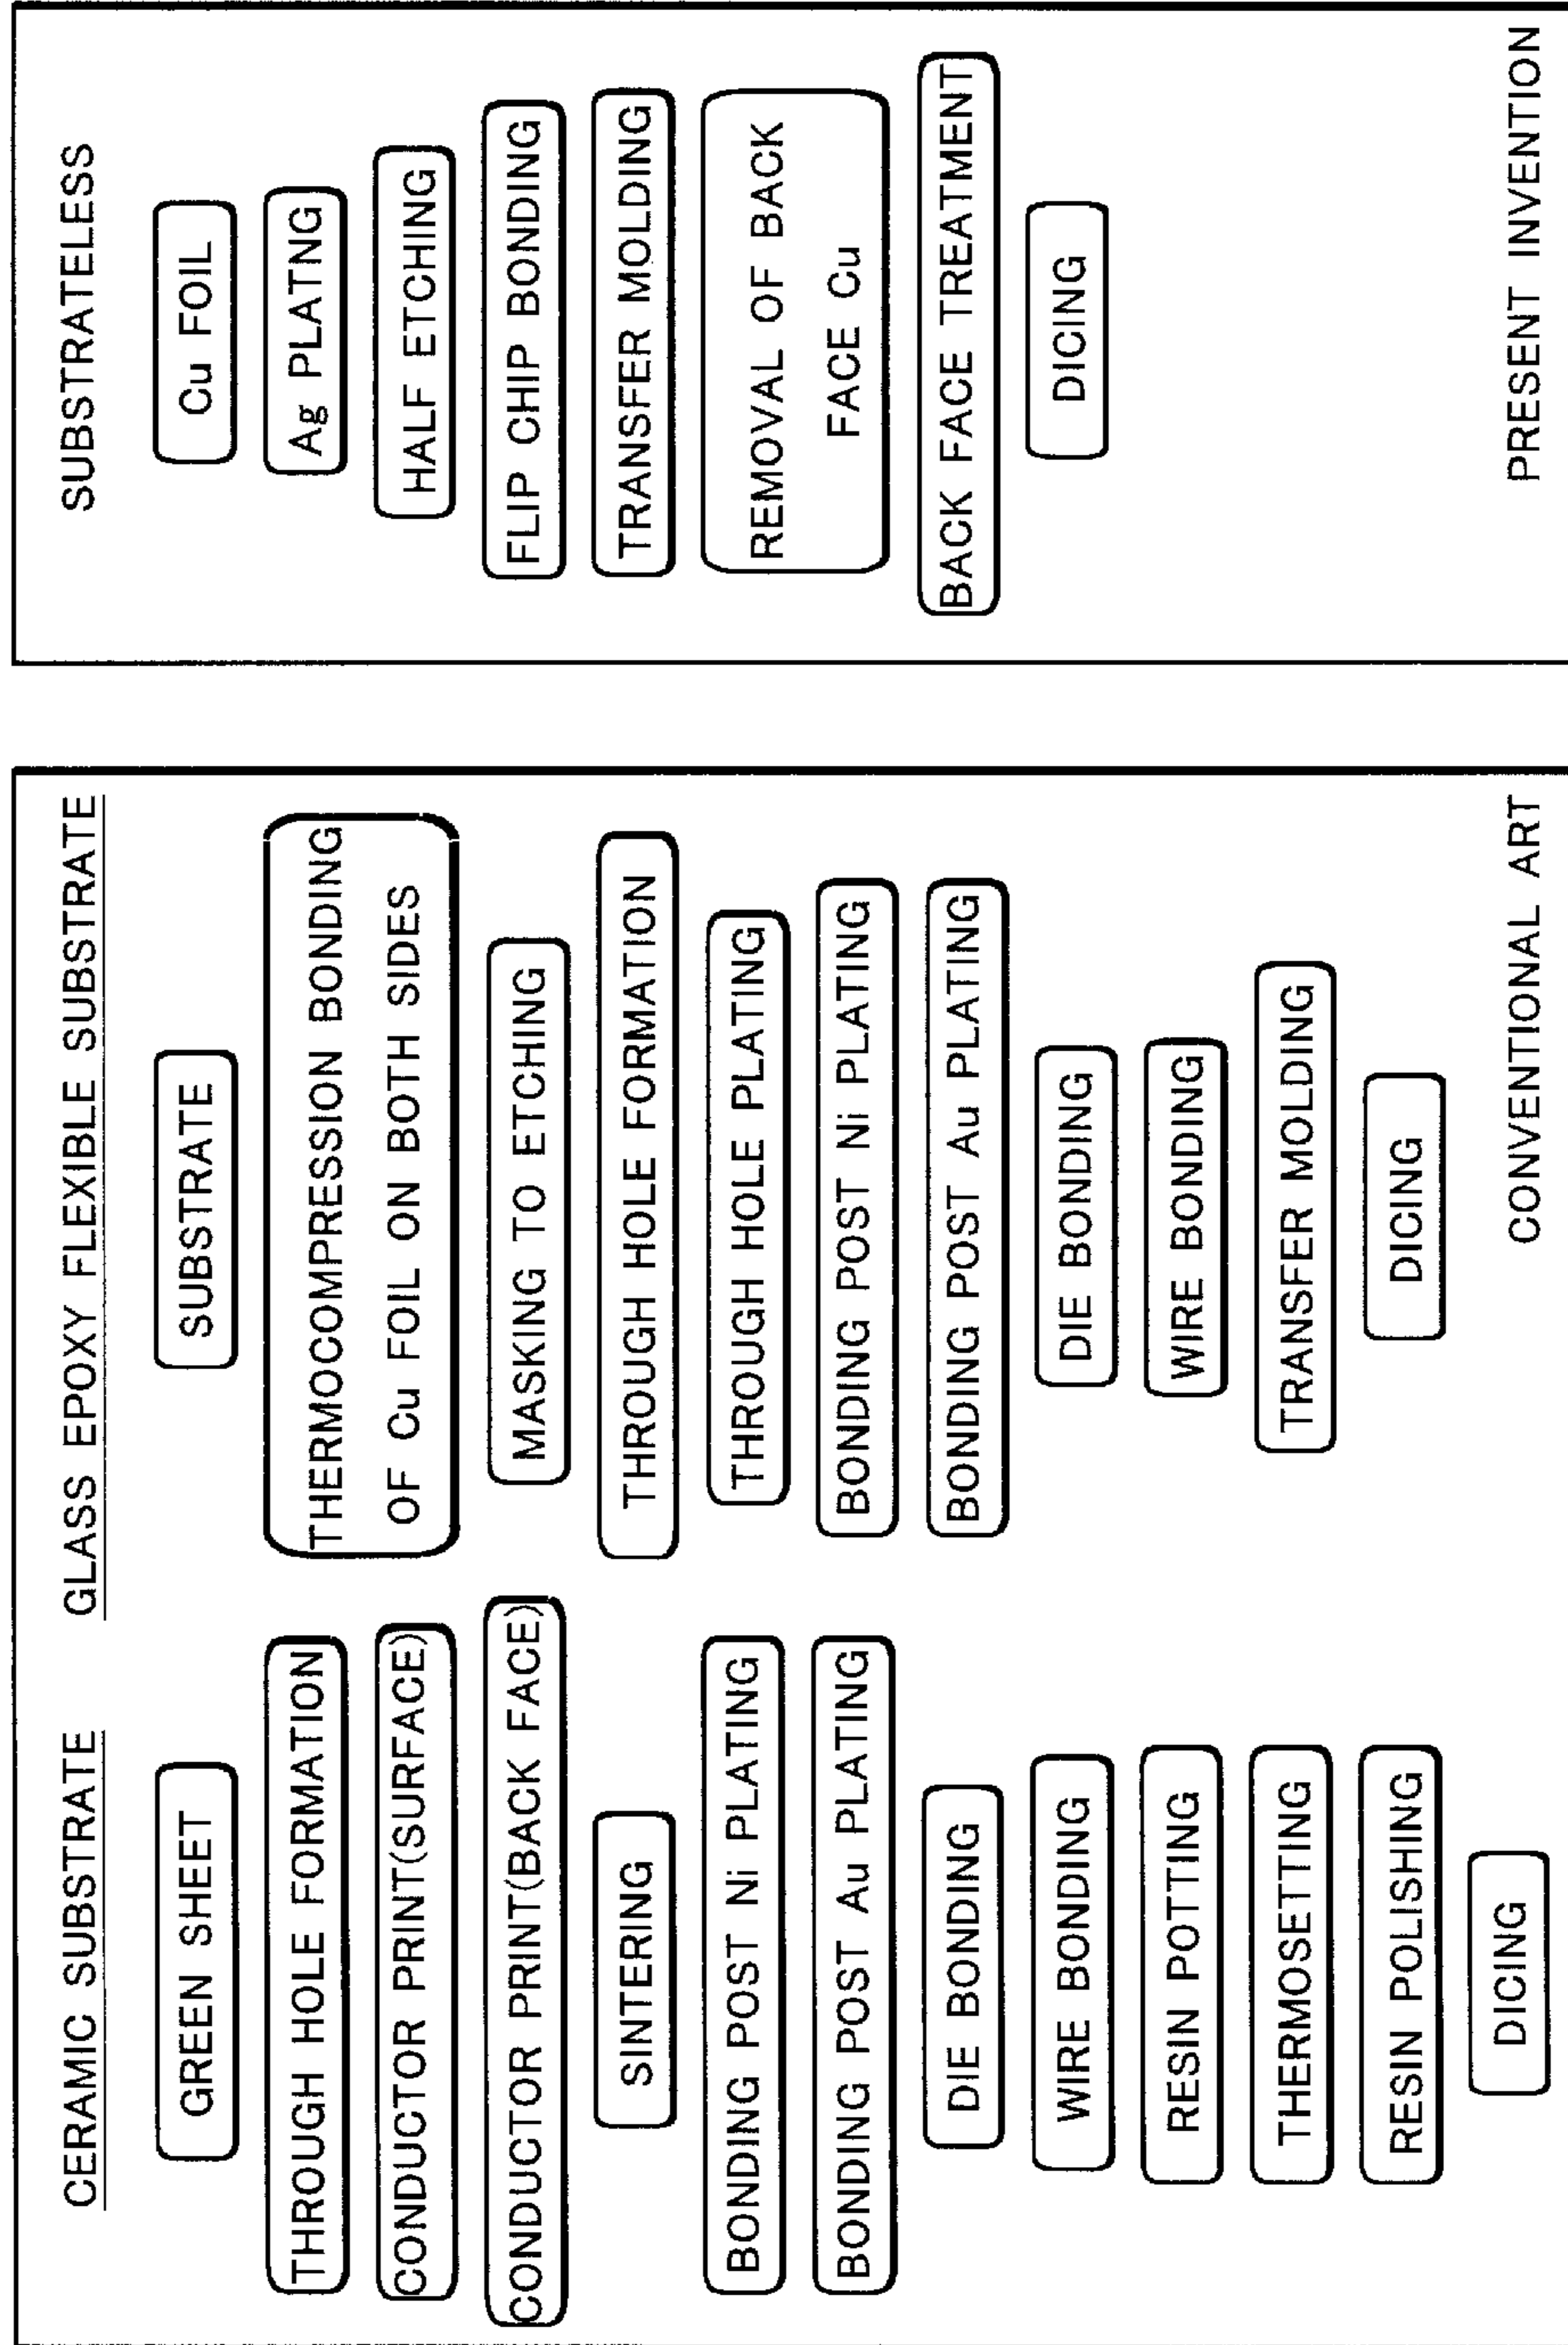 CERAMIC SUBSTRATE
GREEN SHEET
THROUGH HOLE FORMATION
CONDUCTOR PRINT(SURFACE)
CONDUCTOR PRINT(BACK FACE)
SINTERING
BONDING POST Ni PLATING
BONDING POST Au PLATING
DIE BONDING
WIRE BONDING
RESIN POTTING
THERMOSETTING
RESIN POLISHING
DICING
GLASS EPOXY FLEXIBLE SUBSTRATE
SUBSTRATE
THERMOCOMPRESSION BONDING
OF Cu FOIL ON BOTH SIDES
MASKING TO ETCHING
THROUGH HOLE FORMATION
THROUGH HOLE PLATING
BONDING POST Ni PLATING
BONDING POST Au PLATING
DIE BONDING
WIRE BONDING
TRANSFER MOLDING
DICING
CONVENTIONAL ART
SUBSTRATELESS
Cu FOIL
Ag PLATNG
HALF ETCHING
FLIP CHIP BONDING
TRANSFER MOLDING
REMOVAL OF BACK
FACE Cu
BACK FACE TREATMENT
DICING
PRESENT INVENTION